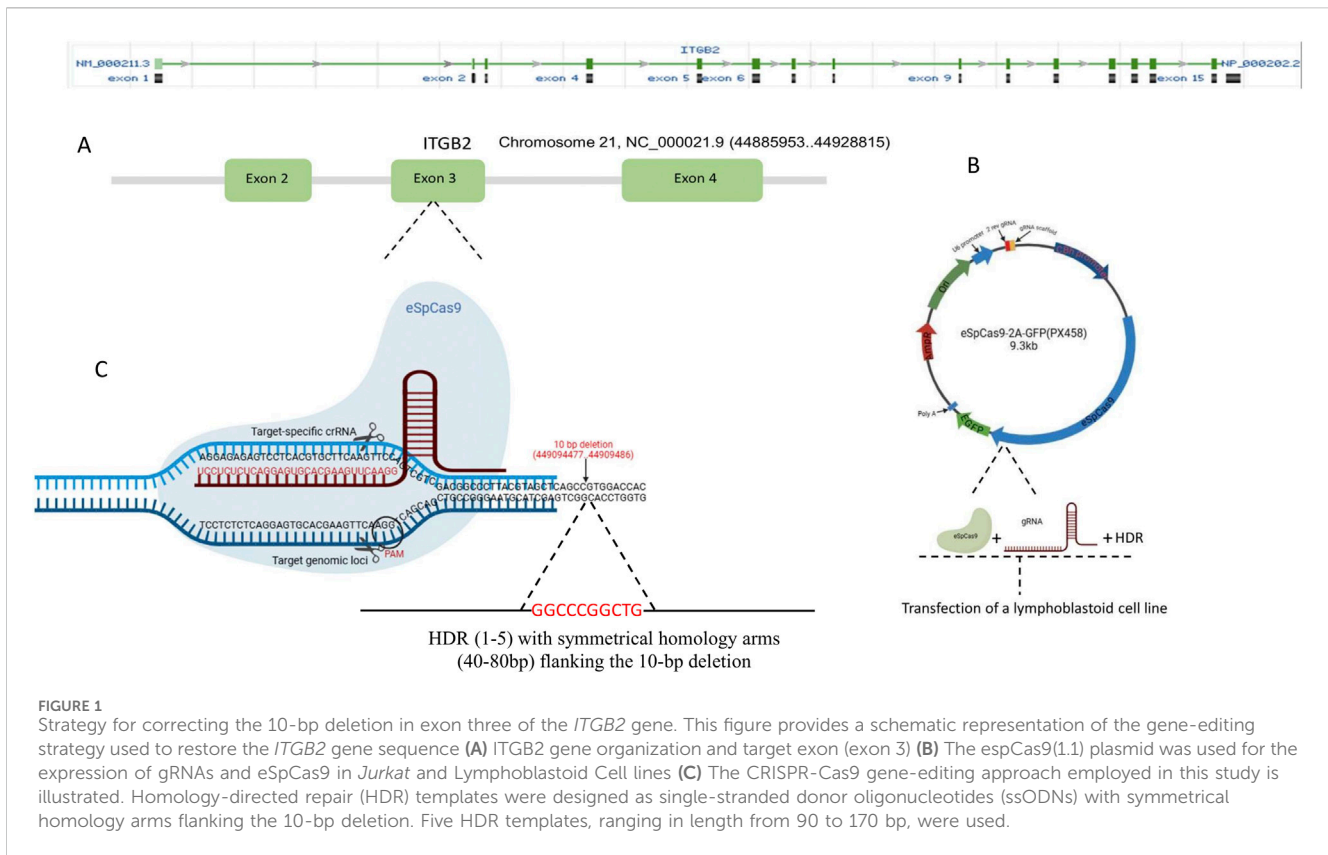 ITGB2
NM_000211.3
NP_000202.2
exon 1
exon 2
exon 4
exon 5
exon 6
exon 9
exon 15
A
ITGB2
Chromosome 21, NC_000021.9 (44885953..44928815)
Exon 2
Exon 3
Exon 4
B
U6 promoter
2 rev gRNA
gRNA scaffold
Ori
AmpR
eSpCas9-2A-GFP(PX458)
9.3kb
Poly A
EGFP
eSpCas9
eSpCas9
+
gRNA
+HDR
Transfection of a lymphoblastoid cell line
C
eSpCas9
Target-specific crRNA
AGGAGAGAGTCCTCACGTGCTTCAAGTTCC
UCCUCUCUCAGGAGUGCACGAAGUUCAAGG
10 bp deletion
(449094477, 44909486)
GACGGCCCTTACGTAGCTCAGCCGTGGACCAC
CTGCCGGGAATGCATCGAGTCGGCACCTGGTG
TCCTCTCTCAGGAGTGCACGAAGTTCAAGG
TCAGCAG
PAM
Target genomic loci
GGCCCGGCTG
HDR (1-5) with symmetrical homology arms
(40-80bp) flanking the 10-bp deletion
FIGURE 1
Strategy for correcting the 10-bp deletion in exon three of the ITGB2 gene. This figure provides a schematic representation of the gene-editing
strategy used to restore the ITGB2 gene sequence (A) ITGB2 gene organization and target exon (exon 3) (B) The espCas9(1.1) plasmid was used for the
expression of gRNAs and eSpCas9 in Jurkat and Lymphoblastoid Cell lines (C) The CRISPR-Cas9 gene-editing approach employed in this study is
illustrated. Homology-directed repair (HDR) templates were designed as single-stranded donor oligonucleotides (ssODNs) with symmetrical
homology arms flanking the 10-bp deletion. Five HDR templates, ranging in length from 90 to 170 bp, were used.